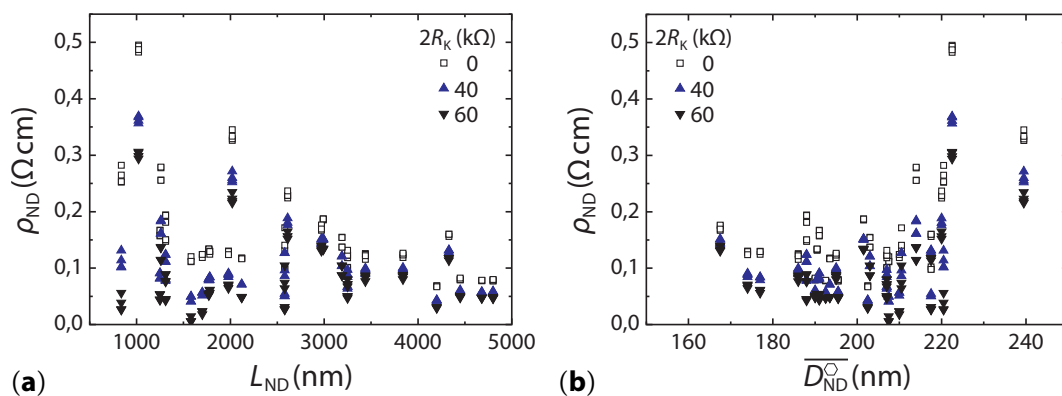 0,5
0,4
0,3
0,2
0,1
0,0
ρND (Ω cm)
2RK (kΩ)
0
40
60
1000 2000 3000 4000 5000
LND (nm)
(a)
0,5
0,4
0,3
0,2
0,1
0,0
ρND (Ω cm)
2RK (kΩ)
0
40
60
160 180 200 220 240
D⬡ND (nm)
(b)